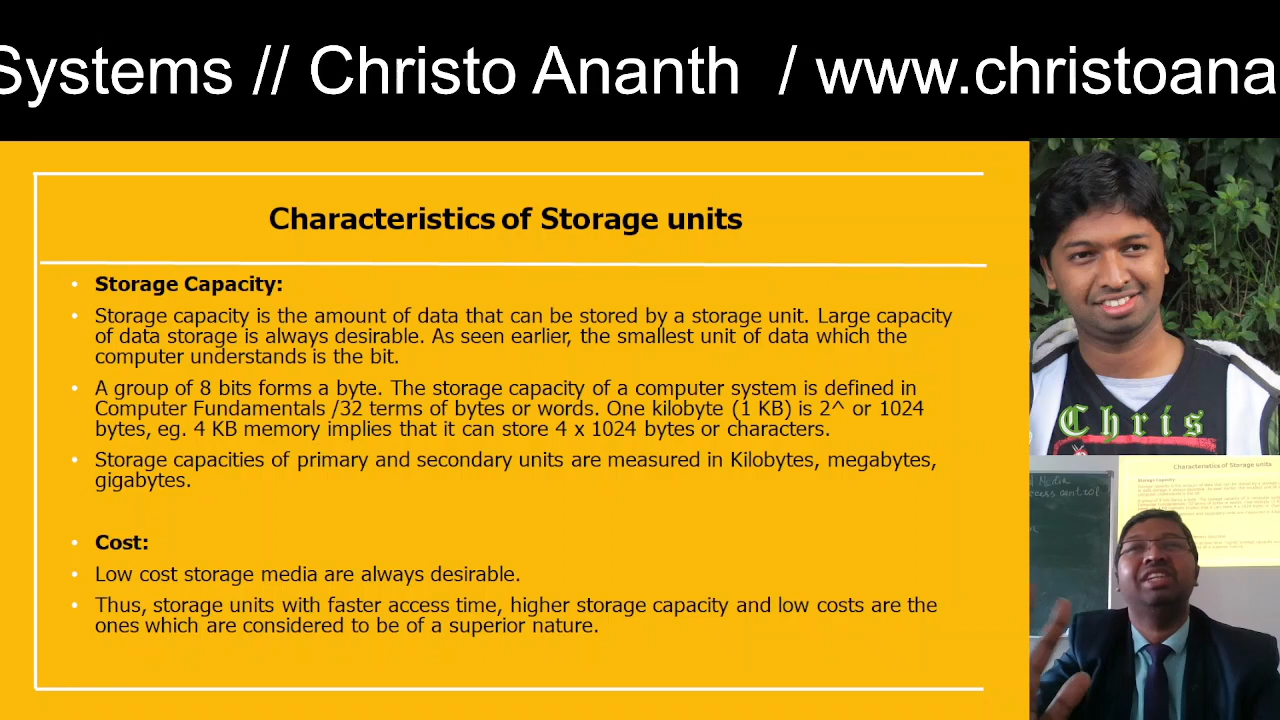 Systems // Christo Ananth / www.christoana
Characteristics of Storage units
• Storage Capacity:
• Storage capacity is the amount of data that can be stored by a storage unit. Large capacity
of data storage is always desirable. As seen earlier, the smallest unit of data which the
computer understands is the bit.
• A group of 8 bits forms a byte. The storage capacity of a computer system is defined in
Computer Fundamentals /32 terms of bytes or words. One kilobyte (1 KB) is 2^ or 1024
bytes, eg. 4 KB memory implies that it can store 4 x 1024 bytes or characters.
• Storage capacities of primary and secondary units are measured in Kilobytes, megabytes,
gigabytes.
• Cost:
• Low cost storage media are always desirable.
• Thus, storage units with faster access time, higher storage capacity and low costs are the
ones which are considered to be of a superior nature.
Chris
Characteristics of Storage units
Media
control